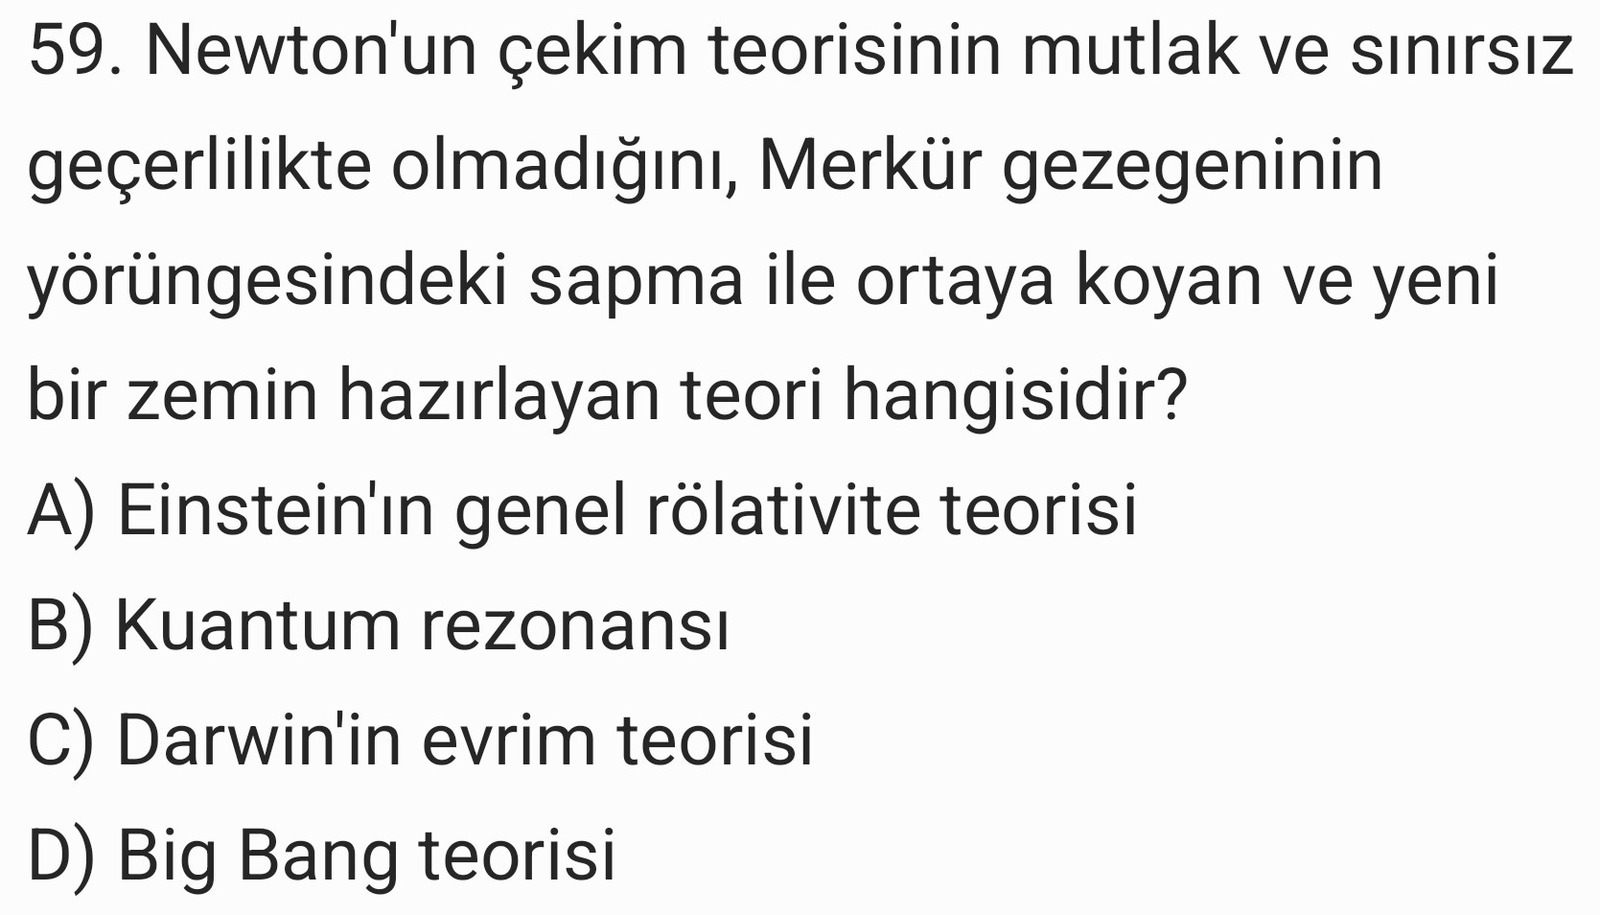 59. Newton'un çekim teorisinin mutlak ve sınırsız
geçerlilikte olmadığını, Merkür gezegeninin
yörüngesindeki sapma ile ortaya koyan ve yeni
bir zemin hazırlayan teori hangisidir?
A) Einstein'ın genel rölativite teorisi
B) Kuantum rezonansı
C) Darwin'in evrim teorisi
D) Big Bang teorisi